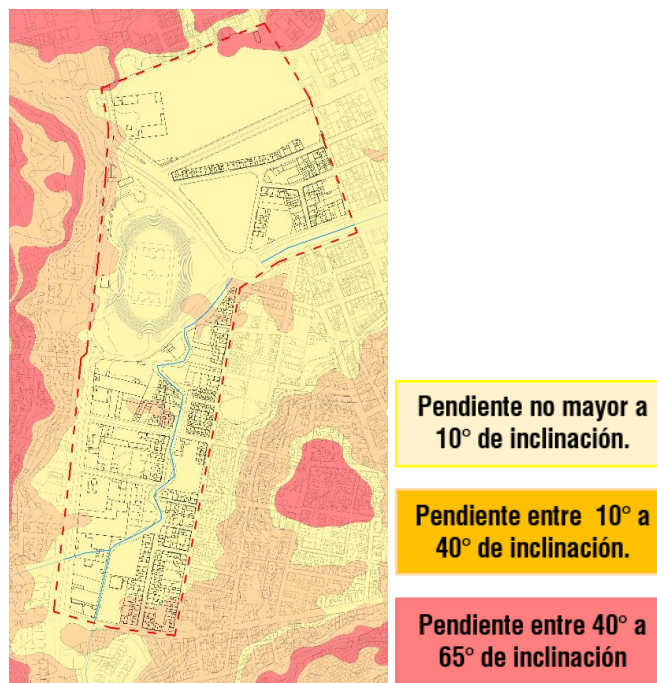 Pendiente no mayor a
10° de inclinación.
Pendiente entre 10° a
40° de inclinación.
Pendiente entre 40° a
65° de inclinación